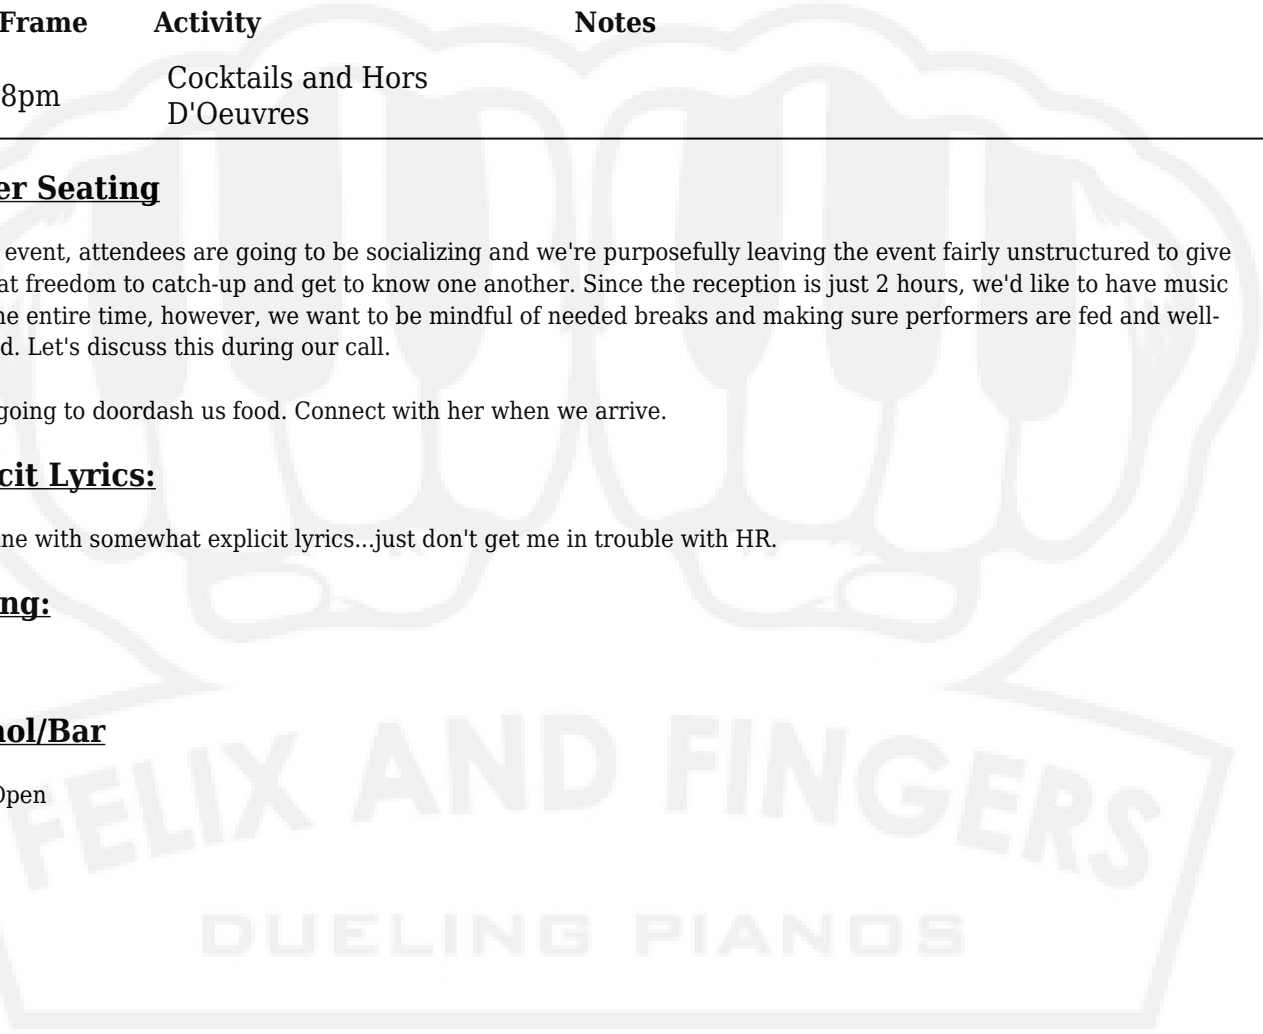 Frame Activity Notes
8pm Cocktails and Hors
D'Oeuvres
er Seating
event, attendees are going to be socializing and we're purposefully leaving the event fairly unstructured to give
at freedom to catch-up and get to know one another. Since the reception is just 2 hours, we'd like to have music
he entire time, however, we want to be mindful of needed breaks and making sure performers are fed and well-
d. Let's discuss this during our call.
going to doordash us food. Connect with her when we arrive.
cit Lyrics:
ine with somewhat explicit lyrics...just don't get me in trouble with HR.
ng:
hol/Bar
Open
FELIX AND FINGERS
DUELING PIANOS